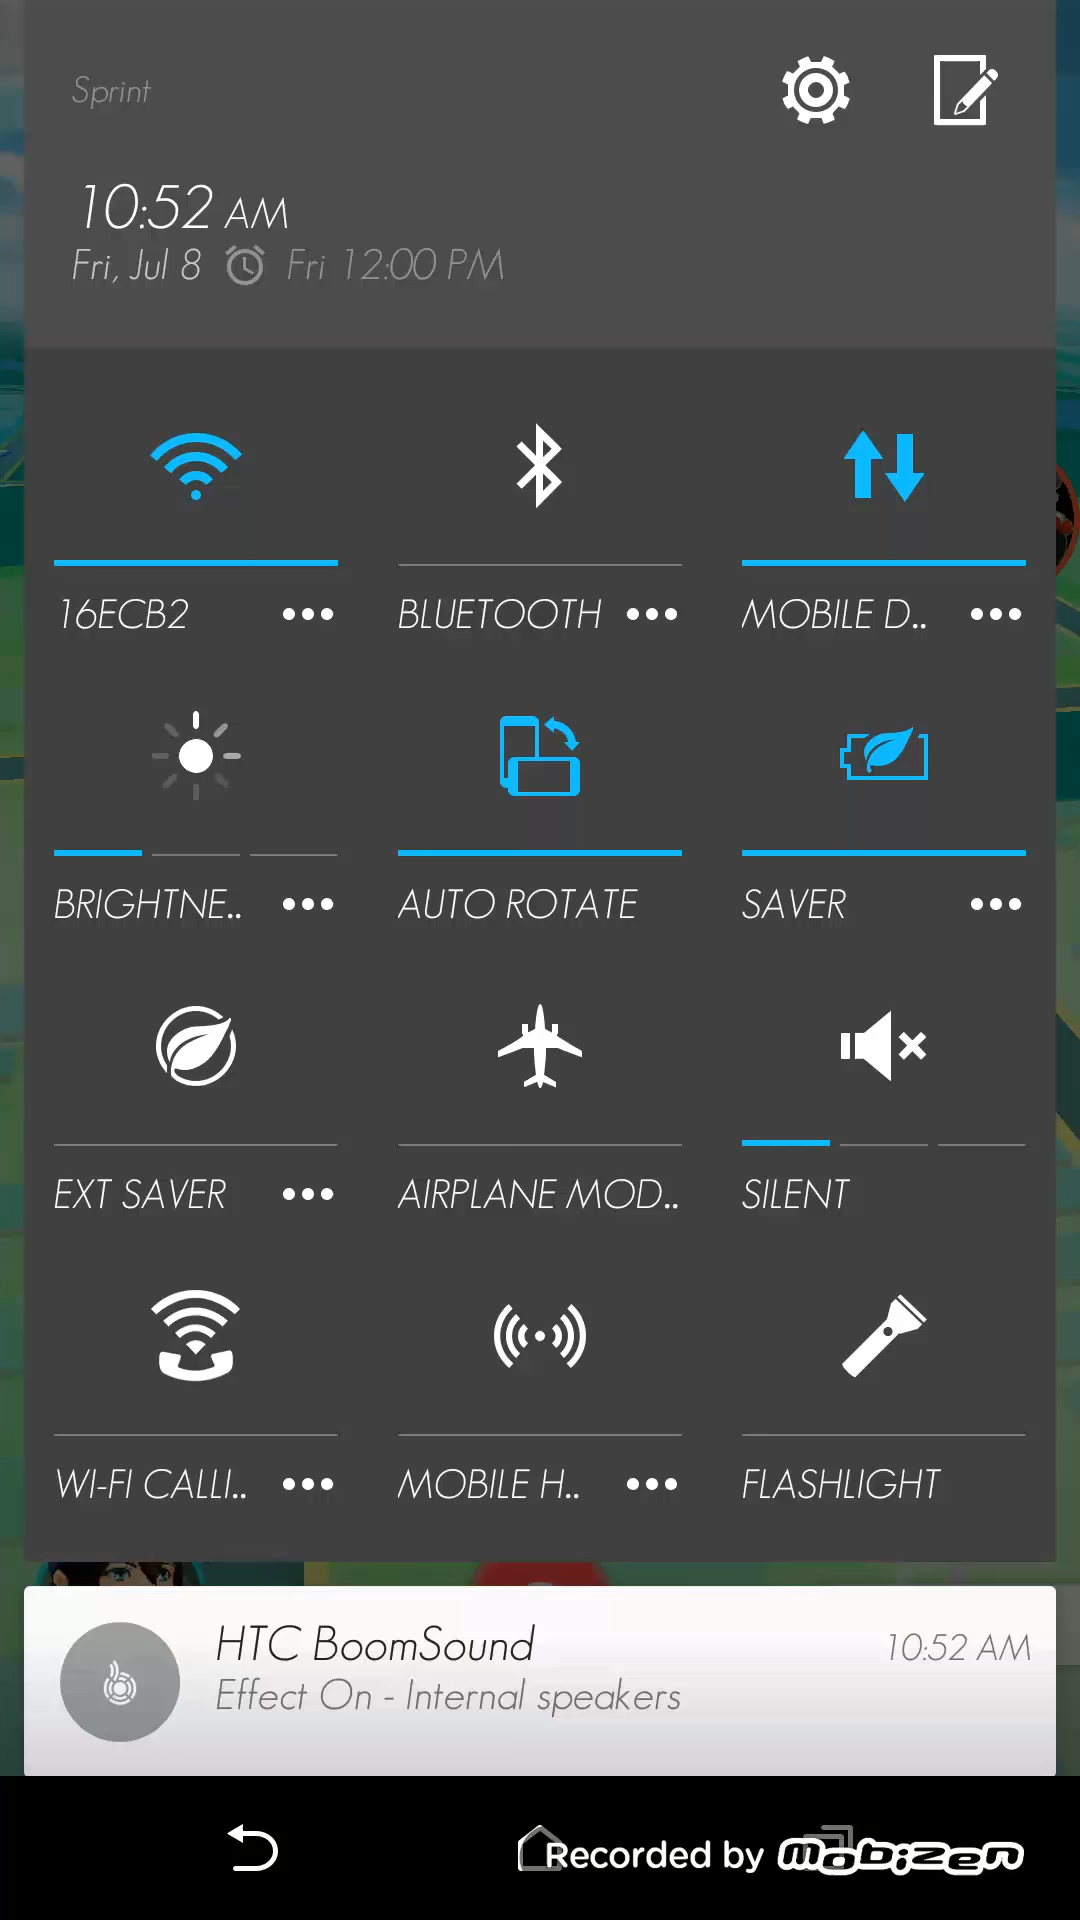 Sprint
10:52 AM
Fri, Jul 8 Fri 12:00 PM
16ECB2
BLUETOOTH
MOBILE D..
BRIGHTNE..
AUTO ROTATE
SAVER
EXT SAVER
AIRPLANE MOD..
SILENT
WI-FI CALLI..
MOBILE H..
FLASHLIGHT
HTC BoomSound 10:52 AM
Effect On - Internal speakers
Recorded by mobizen